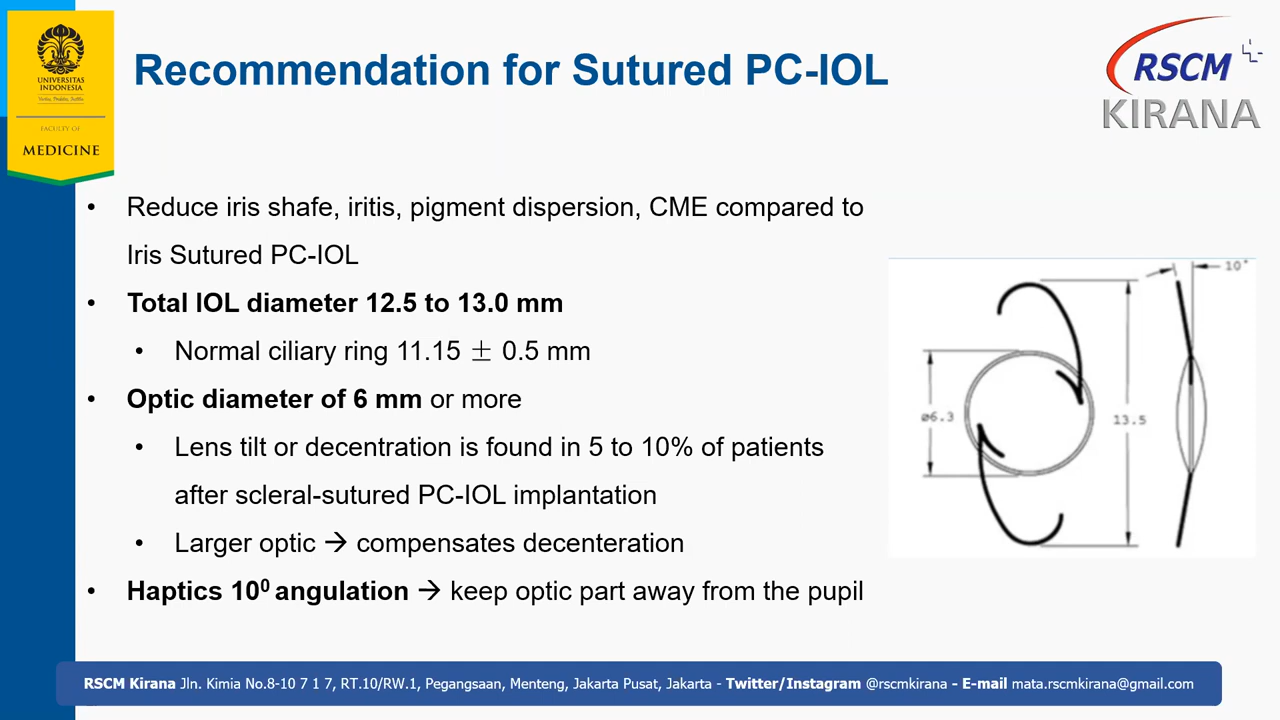 UNIVERSITAS
INDONESIA
Veritas, Probitas, Iustitia
FACULTY OF
MEDICINE
Recommendation for Sutured PC-IOL
RSCM
KIRANA
• Reduce iris shafe, iritis, pigment dispersion, CME compared to
Iris Sutured PC-IOL
• Total IOL diameter 12.5 to 13.0 mm
• Normal ciliary ring 11.15 ± 0.5 mm
• Optic diameter of 6 mm or more
• Lens tilt or decentration is found in 5 to 10% of patients
after scleral-sutured PC-IOL implantation
• Larger optic → compensates decenteration
• Haptics 10⁰ angulation → keep optic part away from the pupil
10°
ø6.3
13.5
RSCM Kirana Jln. Kimia No.8-10 7 1 7, RT.10/RW.1, Pegangsaan, Menteng, Jakarta Pusat, Jakarta - Twitter/Instagram @rscmkirana - E-mail mata.rscmkirana@gmail.com